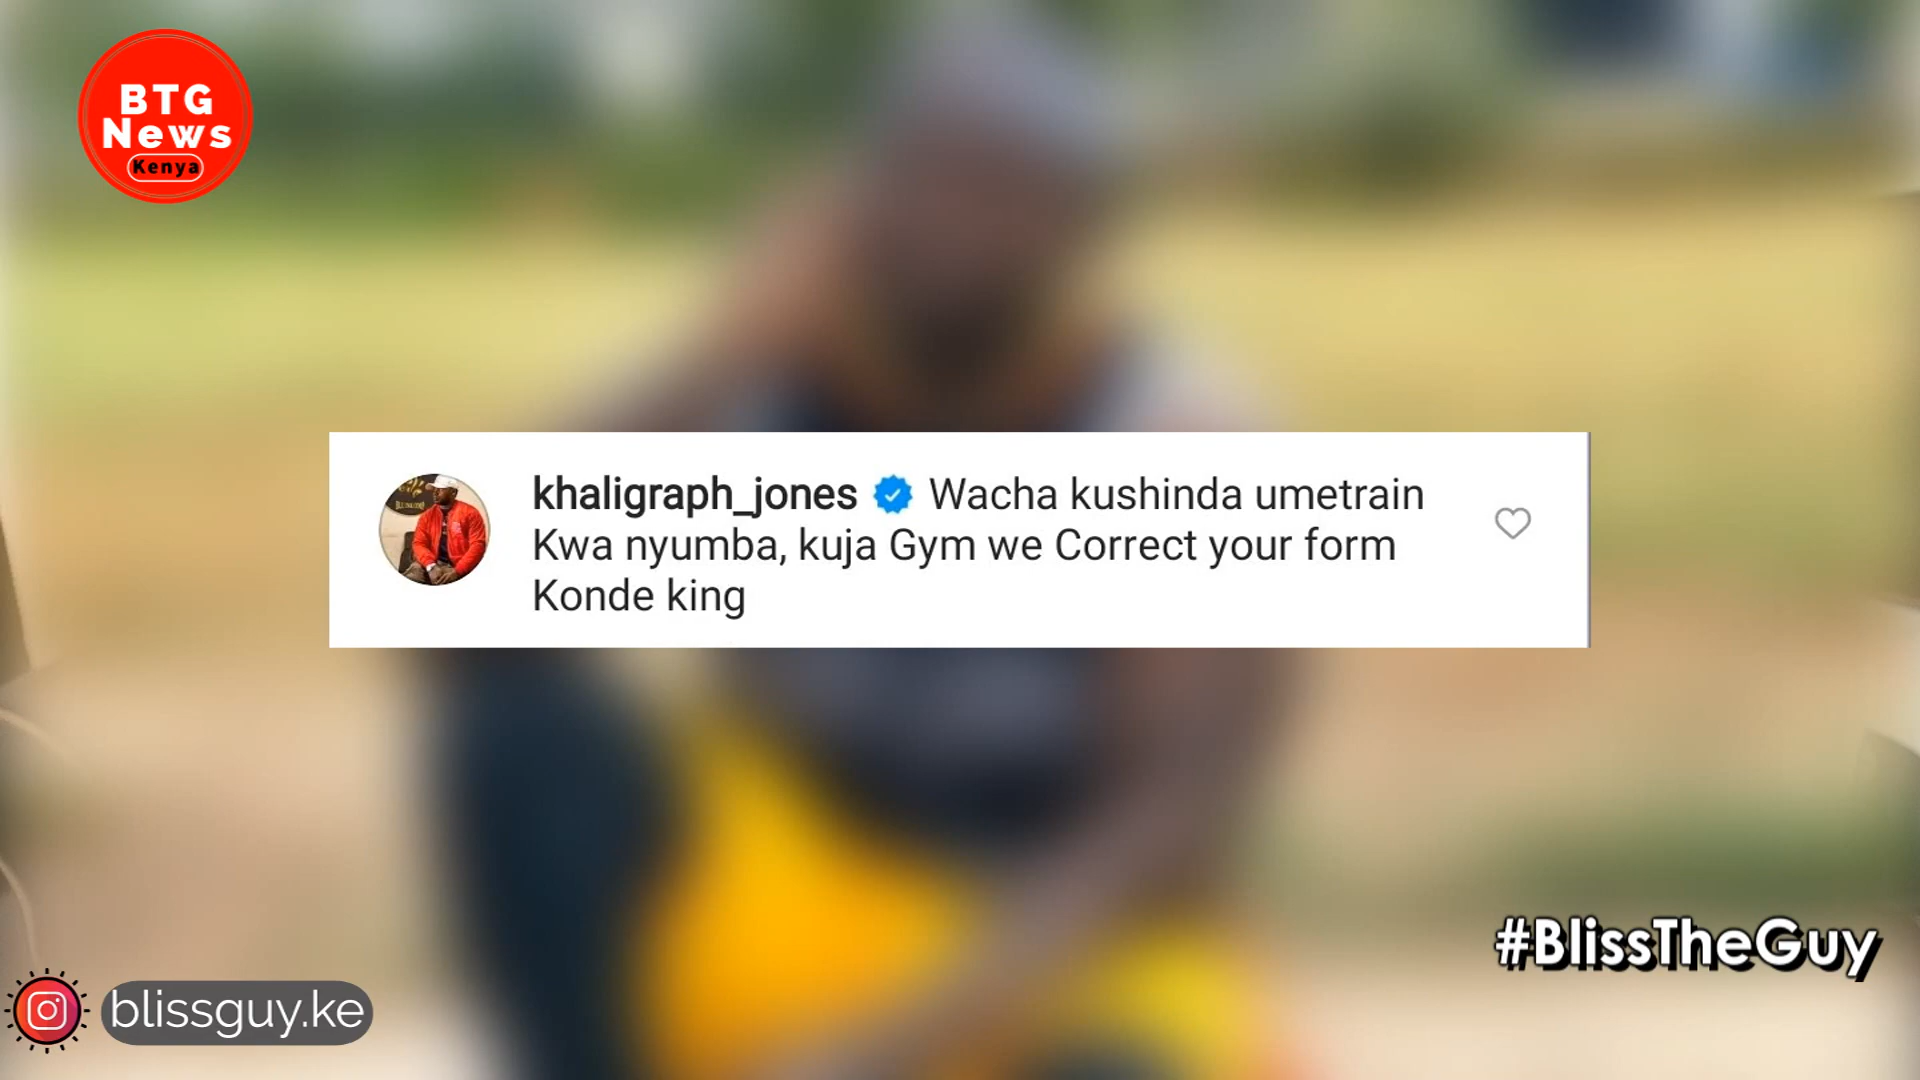 BTG
News
Kenya
khaligraph_jones Wacha kushinda umetrain
Kwa nyumba, kuja Gym we Correct your form
Konde king
#BlissTheGuy
blissguy.ke